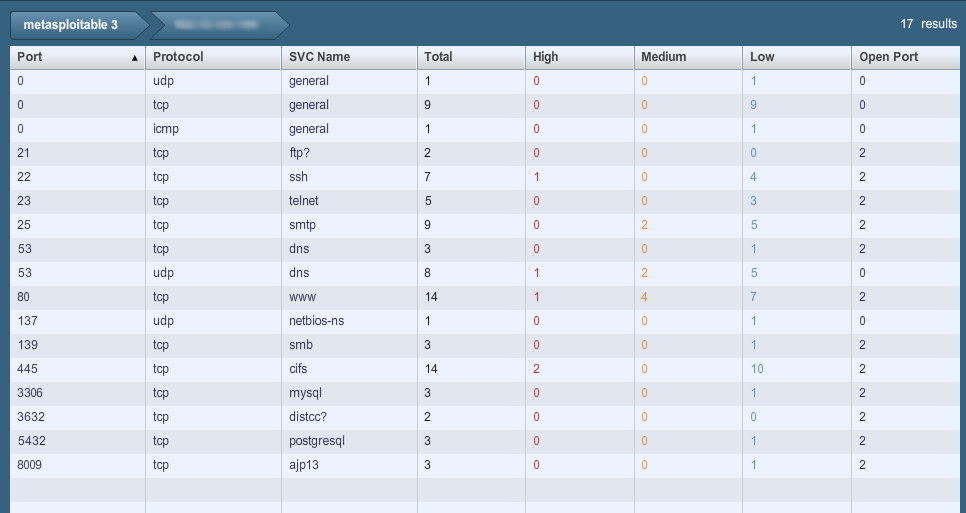 metasploitable 3
17 results
Port Protocol SVC Name Total High Medium Low Open Port
0 udp general 1 0 0 1 0
0 tcp general 9 0 0 9 0
0 icmp general 1 0 0 1 0
21 tcp ftp? 2 0 0 0 2
22 tcp ssh 7 1 0 4 2
23 tcp telnet 5 0 0 3 2
25 tcp smtp 9 0 2 5 2
53 tcp dns 3 0 0 1 2
53 udp dns 8 1 2 5 0
80 tcp www 14 1 4 7 2
137 udp netbios-ns 1 0 0 1 0
139 tcp smb 3 0 0 1 2
445 tcp cifs 14 2 0 10 2
3306 tcp mysql 3 0 0 1 2
3632 tcp distcc? 2 0 0 0 2
5432 tcp postgresql 3 0 0 1 2
8009 tcp ajp13 3 0 0 1 2